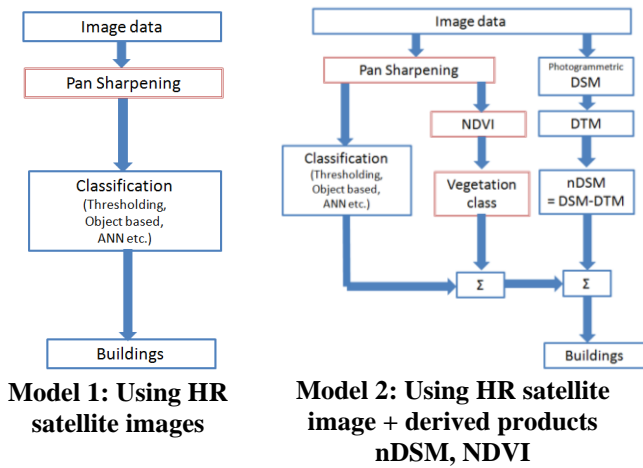 Image data
Pan Sharpening
Classification
(Thresholding,
Object based,
ANN etc.)
Buildings
Model 1: Using HR
satellite images
Image data
Pan Sharpening
Photogrammetric
DSM
NDVI
DTM
Classification
(Thresholding,
Object based,
ANN etc.)
Vegetation
class
nDSM
= DSM-DTM
Σ
Σ
Buildings
Model 2: Using HR satellite
image + derived products
nDSM, NDVI